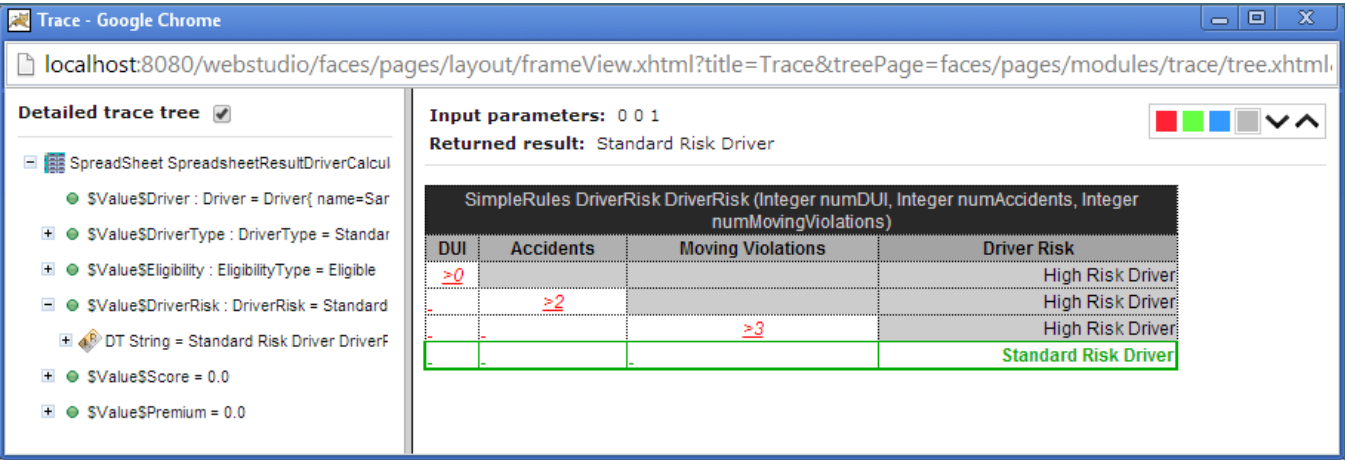 Trace - Google Chrome
localhost:8080/webstudio/faces/pages/layout/frameView.xhtml?title=Trace&treePage=faces/pages/modules/trace/tree.xhtml
Detailed trace tree
SpreadSheet SpreadsheetResultDriverCalcul
$Value$Driver : Driver = Driver{ name=Sar
$Value$DriverType : DriverType = Standar
$Value$Eligibility : EligibilityType = Eligible
$Value$DriverRisk : DriverRisk = Standard
DT String = Standard Risk Driver DriverF
$Value$Score = 0.0
$Value$Premium = 0.0
Input parameters: 0 0 1
Returned result: Standard Risk Driver
SimpleRules DriverRisk DriverRisk (Integer numDUI, Integer numAccidents, Integer
numMovingViolations)
DUI Accidents Moving Violations Driver Risk
>0 High Risk Driver
>2 High Risk Driver
>3 High Risk Driver
Standard Risk Driver